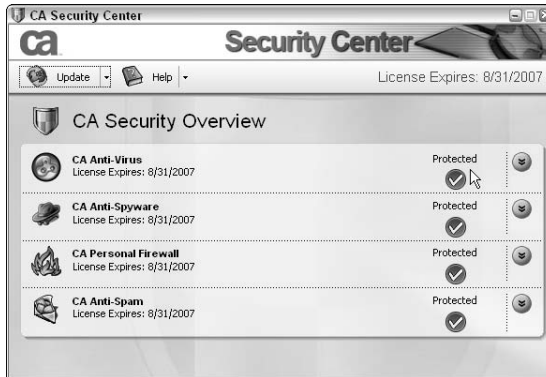 CA Security Center
ca
Security Center
Update
Help
License Expires: 8/31/2007
CA Security Overview
CA Anti-Virus
License Expires: 8/31/2007
Protected
CA Anti-Spyware
License Expires: 8/31/2007
Protected
CA Personal Firewall
License Expires: 8/31/2007
Protected
CA Anti-Spam
License Expires: 8/31/2007
Protected